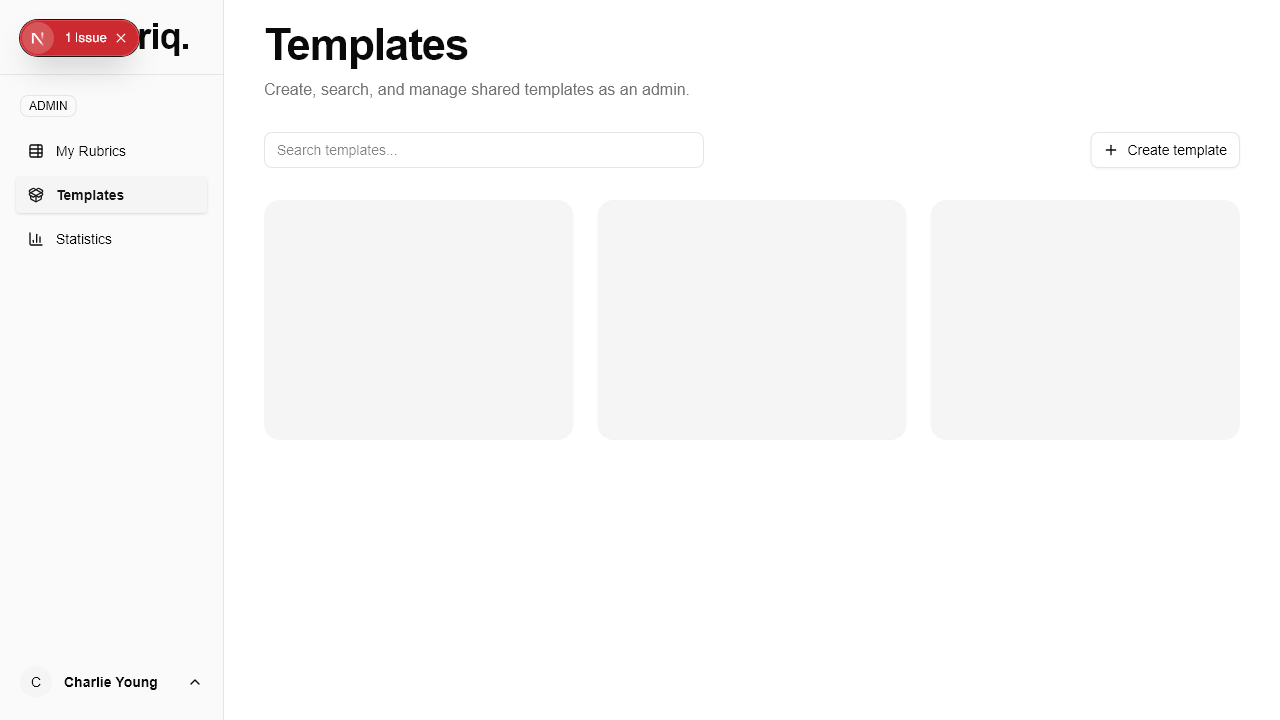 1 Issue
riq.
ADMIN
My Rubrics
Templates
Statistics
Charlie Young
C
Templates
Create, search, and manage shared templates as an admin.
Search templates...
Create template